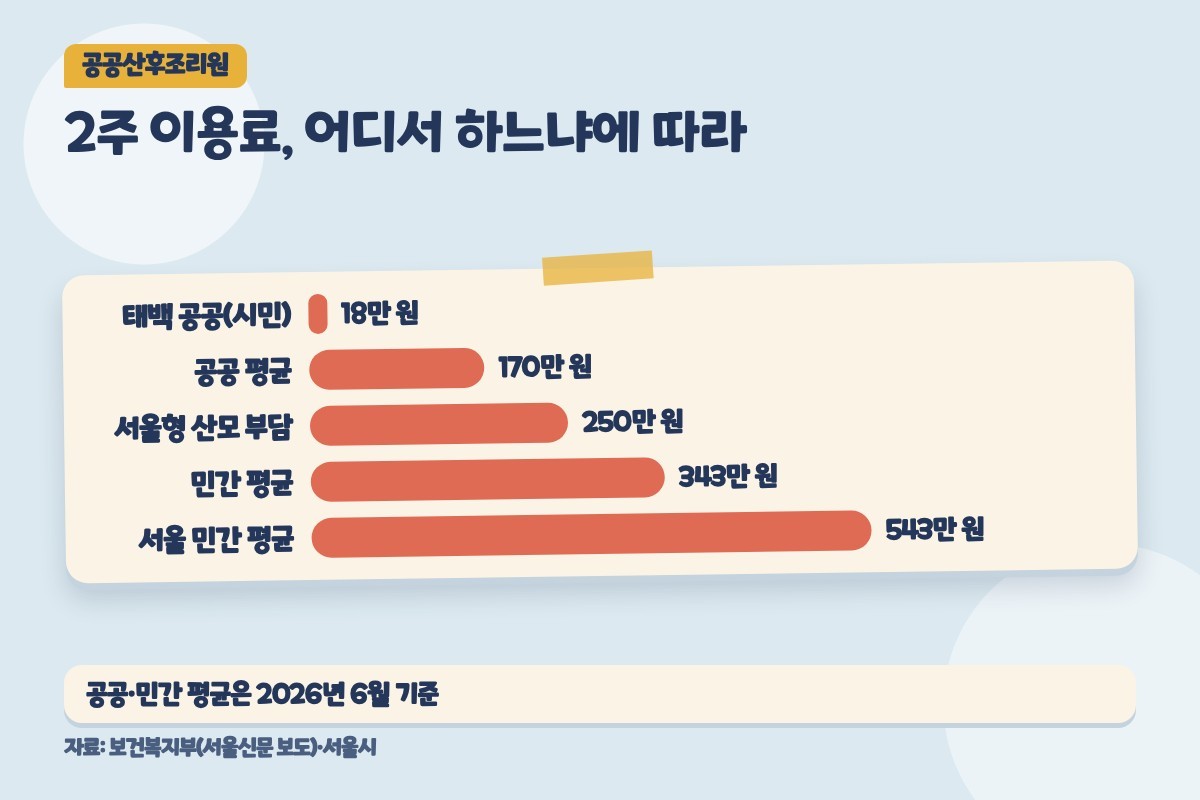 공공산후조리원
2주 이용료, 어디서 하느냐에 따라
태백 공공(시민) 18만 원
공공 평균 170만 원
서울형 산모 부담 250만 원
민간 평균 343만 원
서울 민간 평균 543만 원
공공·민간 평균은 2026년 6월 기준
자료: 보건복지부(서울신문 보도)·서울시